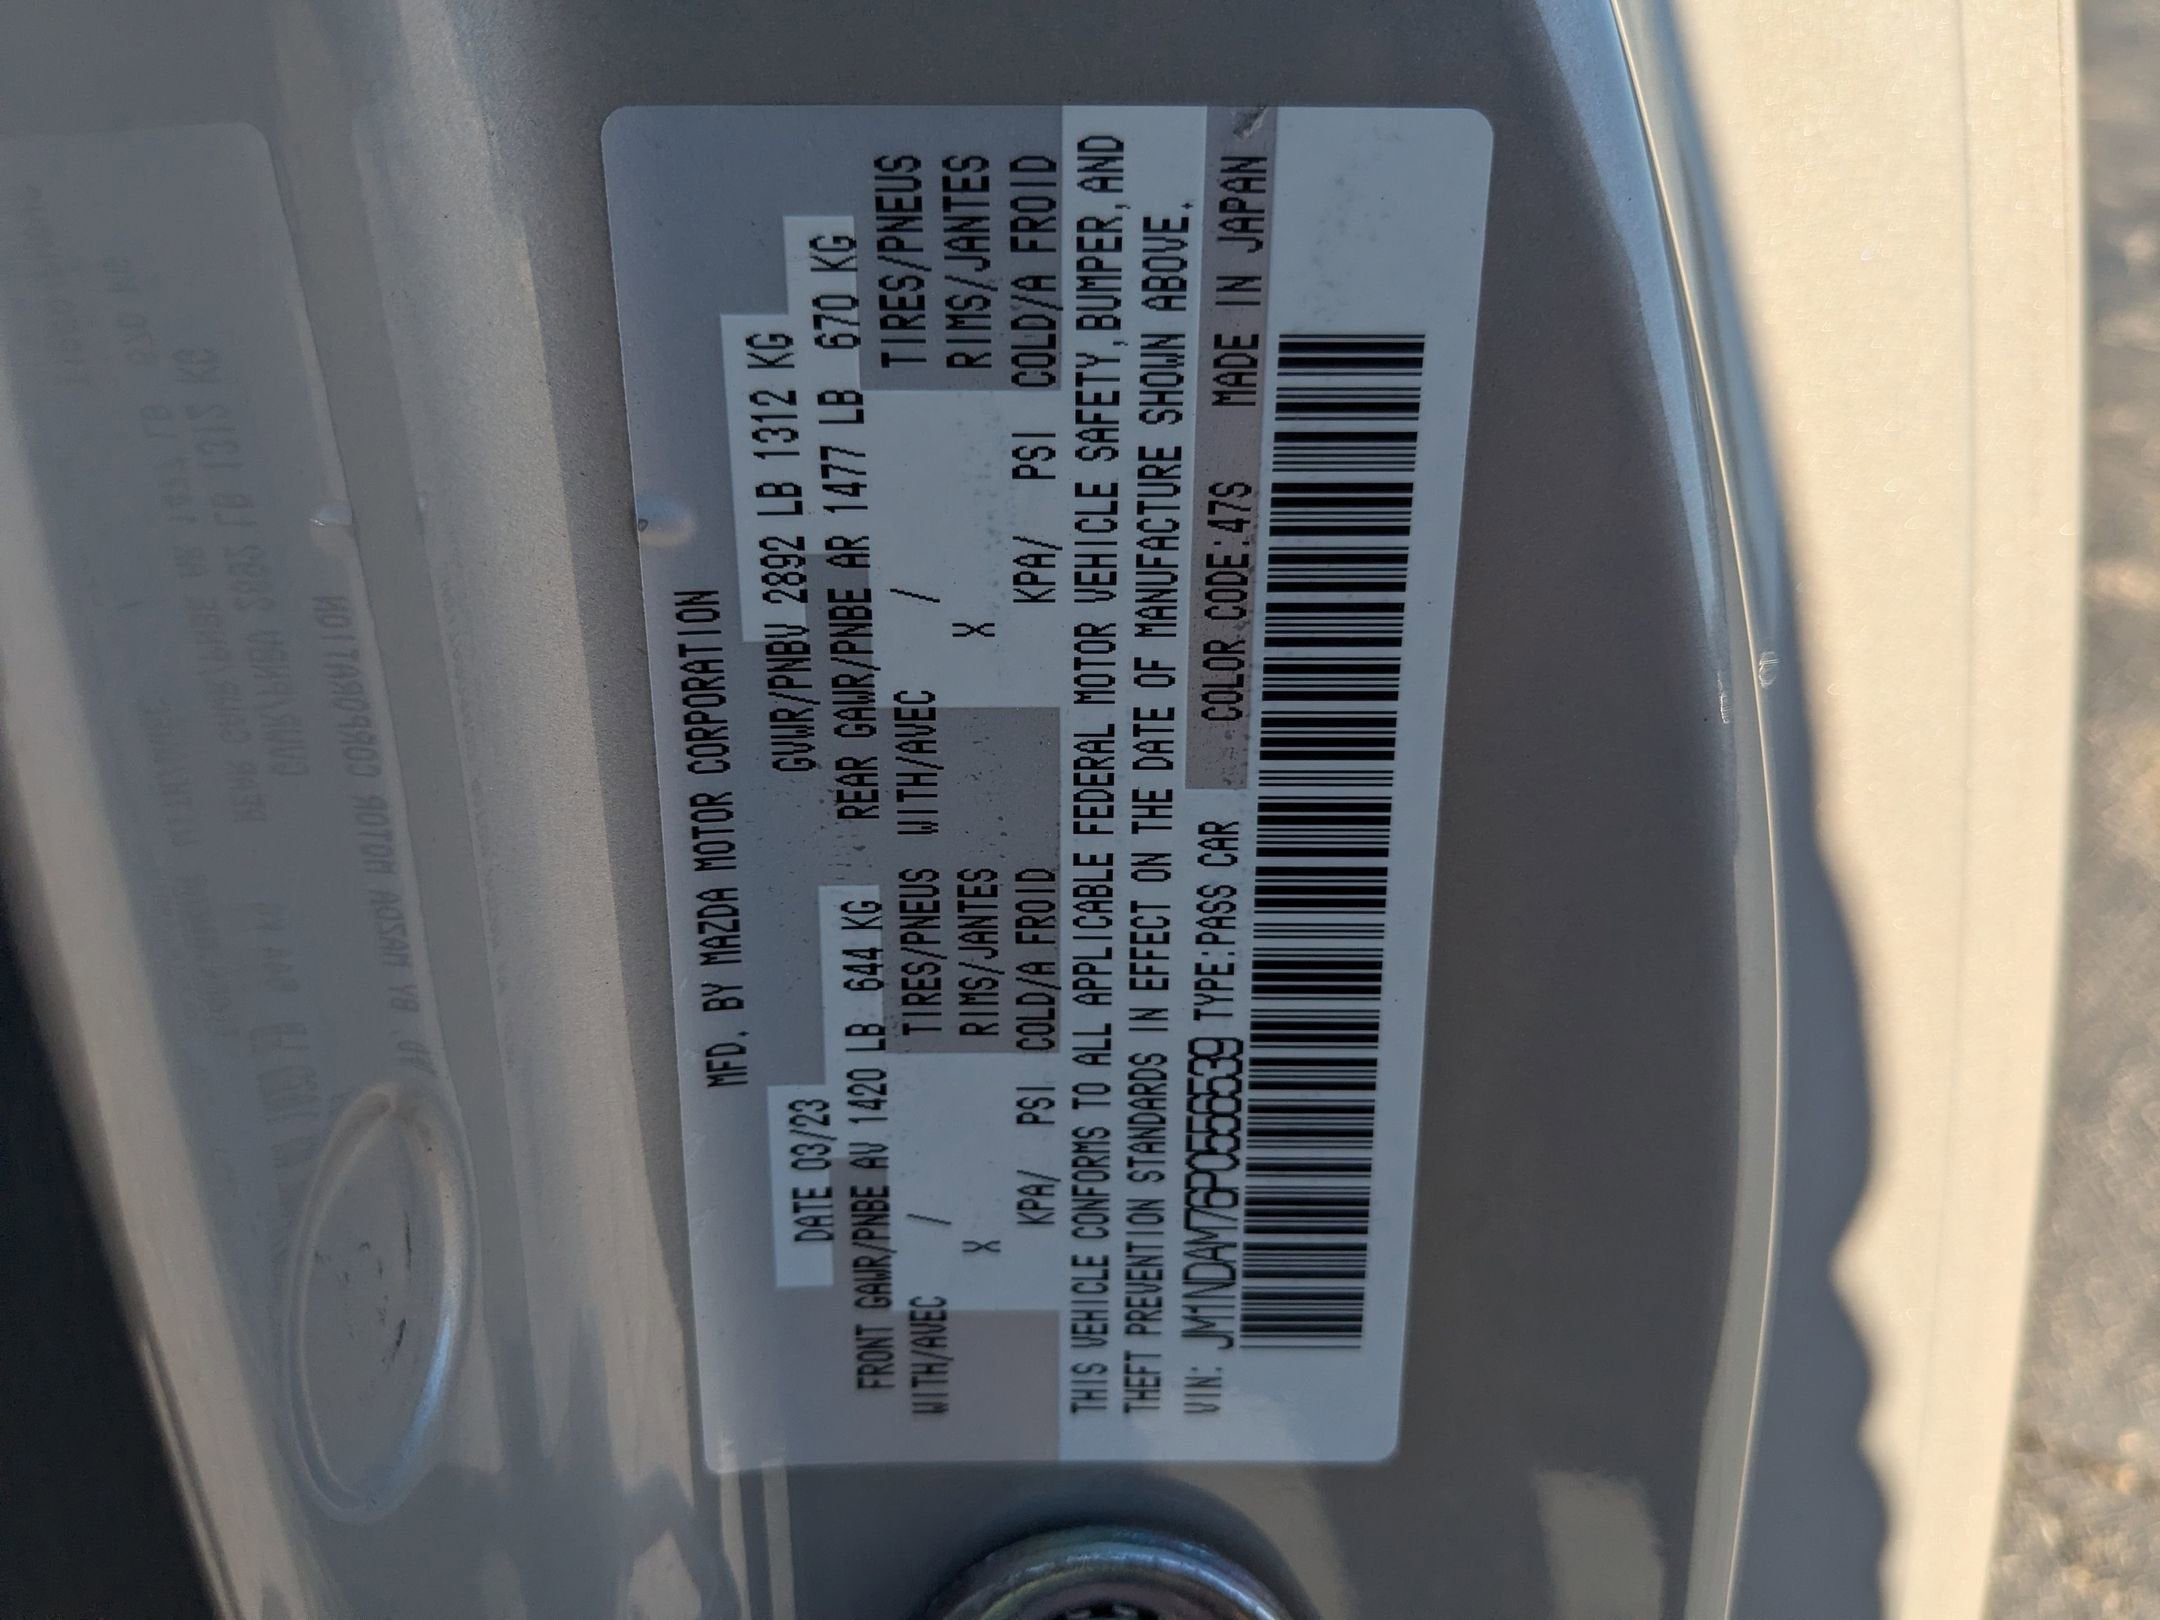 MFD. BY MAZDA MOTOR CORPORATION
DATE 03/23 GVWR/PNBV 2892 LB 1312 KG
FRONT GAWR/PNBE AV 1420 LB 644 KG REAR GAWR/PNBE AR 1477 LB 670 KG
WITH/AVEC / TIRES/PNEUS WITH/AVEC / TIRES/PNEUS
X RIMS/JANTES X RIMS/JANTES
KPA/ PSI COLD/A FROID KPA/ PSI COLD/A FROID
THIS VEHICLE CONFORMS TO ALL APPLICABLE FEDERAL MOTOR VEHICLE SAFETY,BUMPER,AND
THEFT PREVENTION STANDARDS IN EFFECT ON THE DATE OF MANUFACTURE SHOWN ABOVE.
VIN: JM1NDAM76P0556539 TYPE:PASS CAR COLOR CODE:47S MADE IN JAPAN